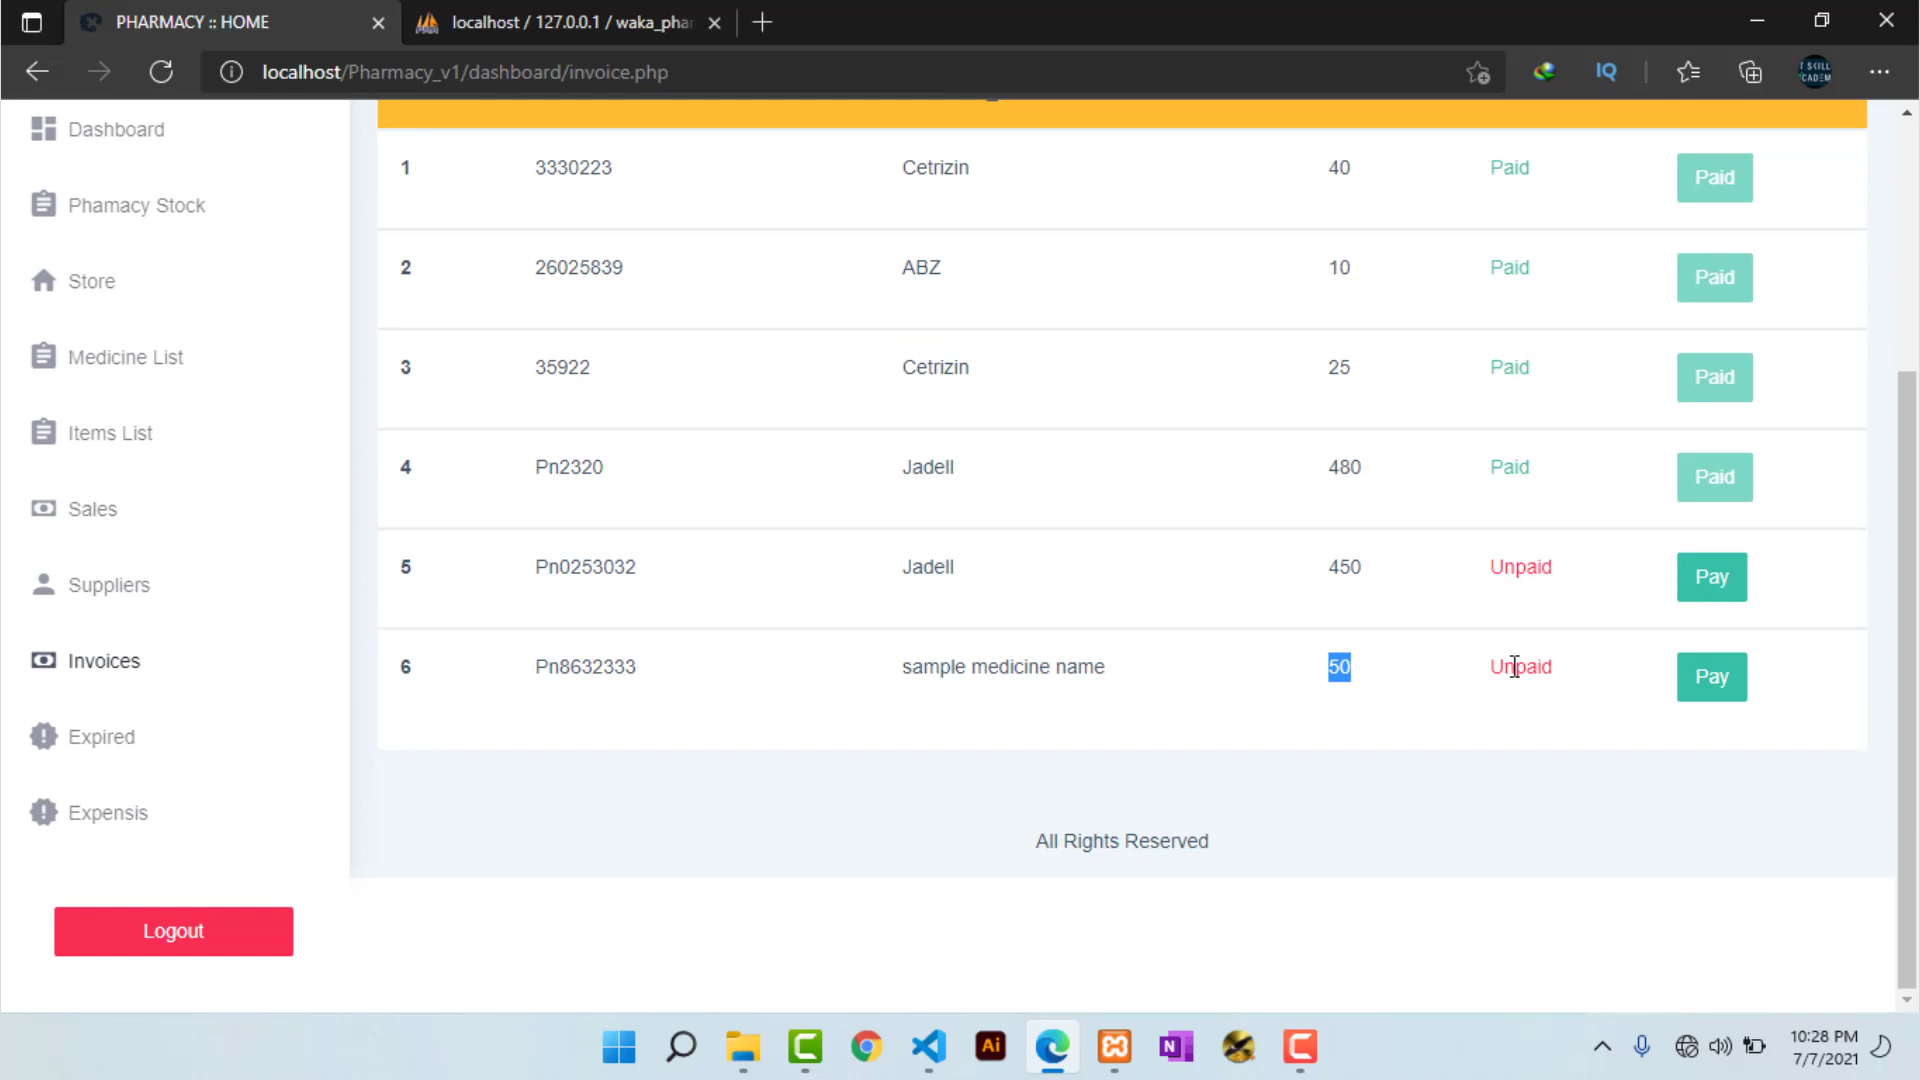 PHARMACY :: HOME
localhost / 127.0.0.1 / waka_phar
localhost/Pharmacy_v1/dashboard/invoice.php
IQ
T SKILL
CADEM
Dashboard
Phamacy Stock
Store
Medicine List
Items List
Sales
Suppliers
Invoices
Expired
Expensis
Logout
1 3330223 Cetrizin 40 Paid Paid
2 26025839 ABZ 10 Paid Paid
3 35922 Cetrizin 25 Paid Paid
4 Pn2320 Jadell 480 Paid Paid
5 Pn0253032 Jadell 450 Unpaid Pay
6 Pn8632333 sample medicine name 50 Unpaid Pay
All Rights Reserved
Ai
N
10:28 PM
7/7/2021